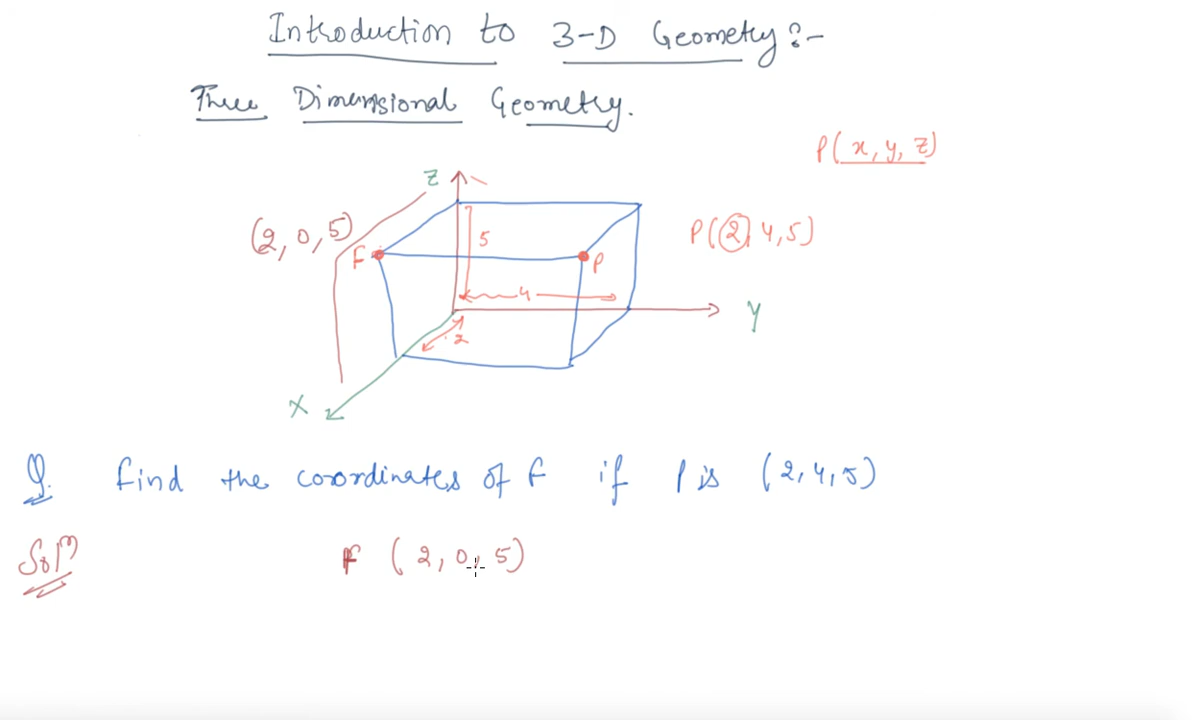 Introduction to 3-D Geometry :-
Three Dimensional Geometry.
P(x, y, z)
Z
(2, 0, 5)
F
5
P
P(2, 4, 5)
4
Y
2
X
Q. Find the coordinates of F if P is (2, 4, 5)
Solⁿ F (2, 0, 5)